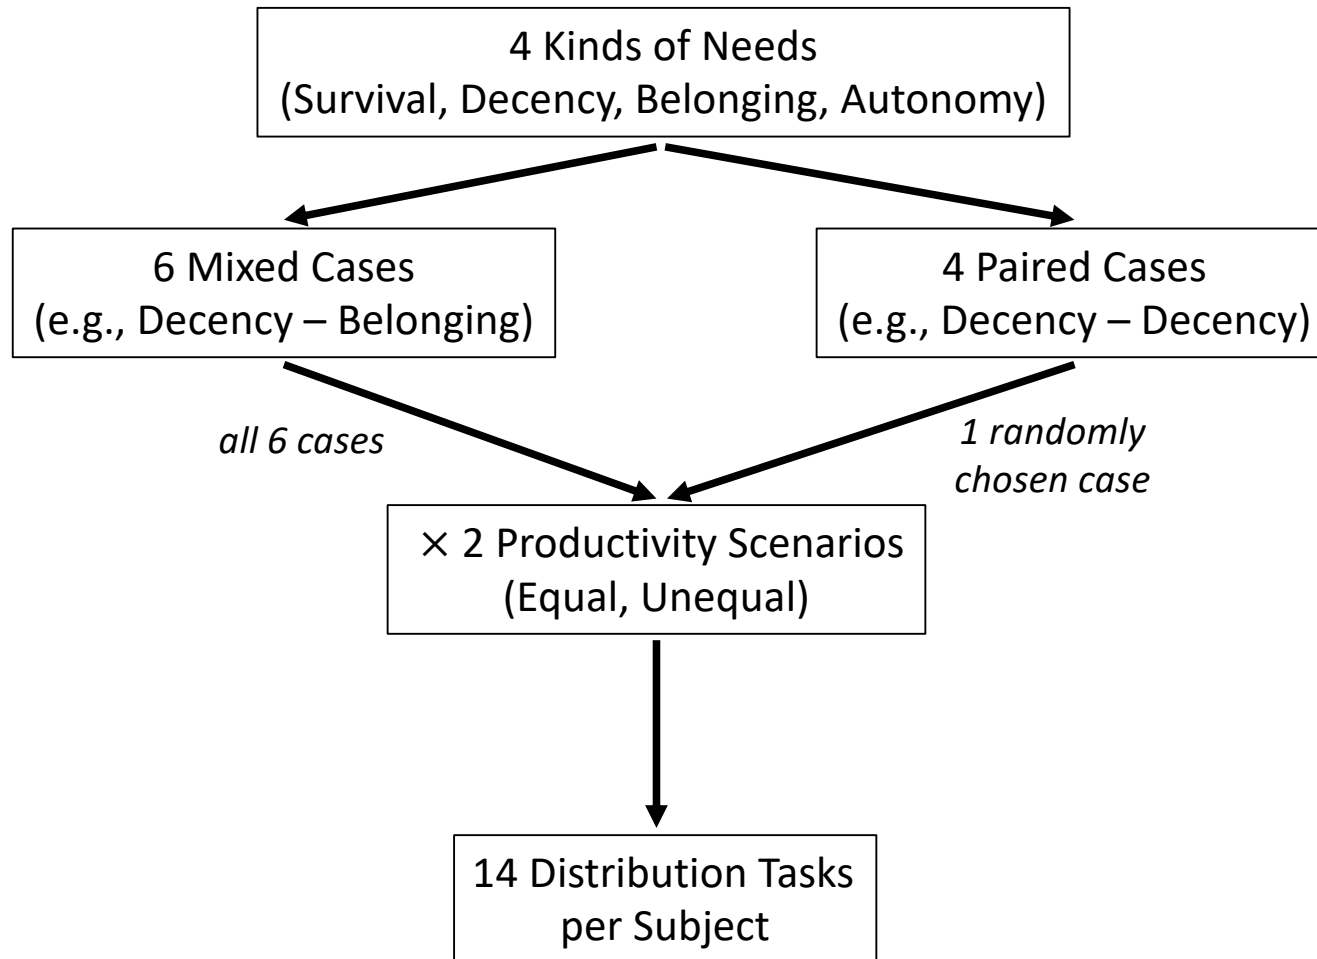 4 Kinds of Needs
(Survival, Decency, Belonging, Autonomy)
6 Mixed Cases
(e.g., Decency – Belonging)
4 Paired Cases
(e.g., Decency – Decency)
all 6 cases
1 randomly
chosen case
× 2 Productivity Scenarios
(Equal, Unequal)
14 Distribution Tasks
per Subject